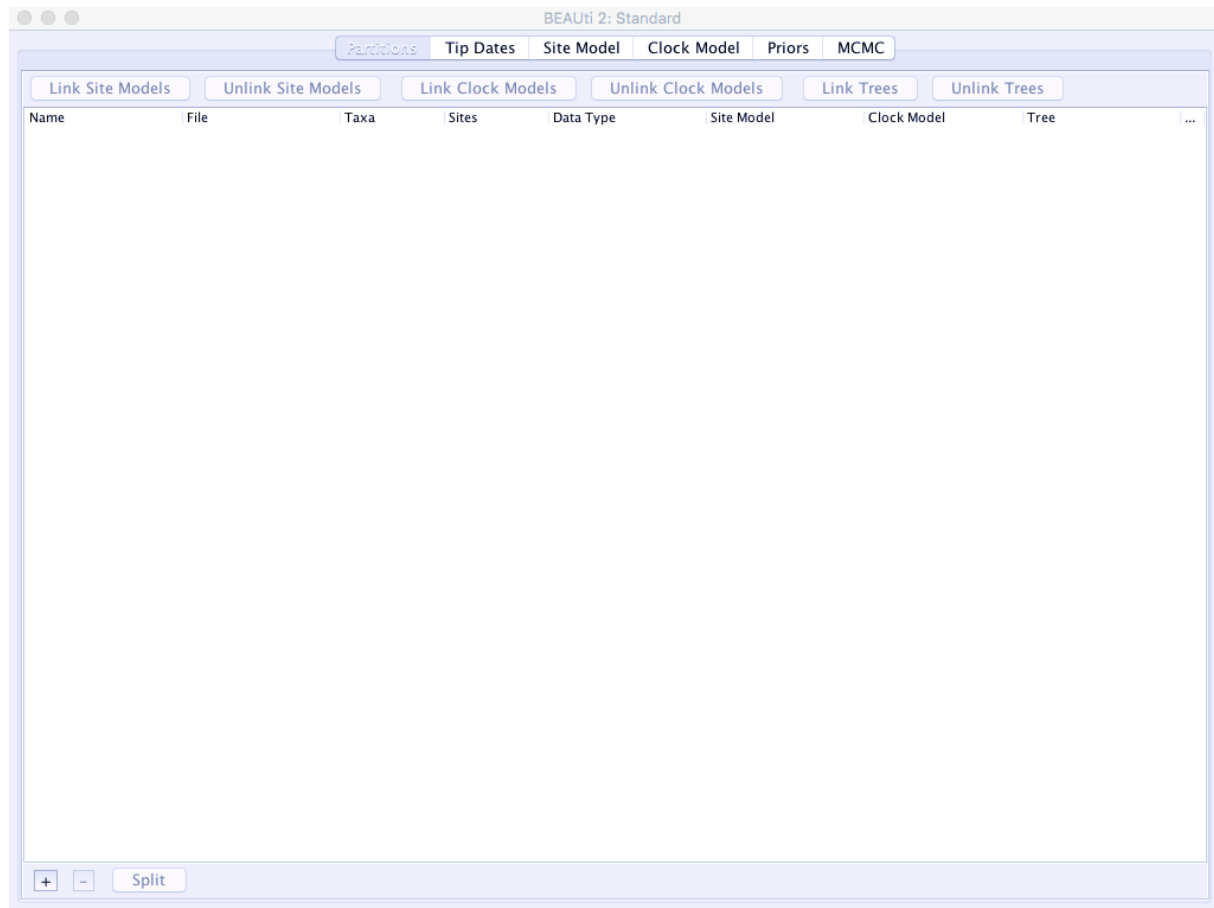 BEAUti 2: Standard
Partitions Tip Dates Site Model Clock Model Priors MCMC
Link Site Models Unlink Site Models Link Clock Models Unlink Clock Models Link Trees Unlink Trees
Name File Taxa Sites Data Type Site Model Clock Model Tree ...
+ - Split